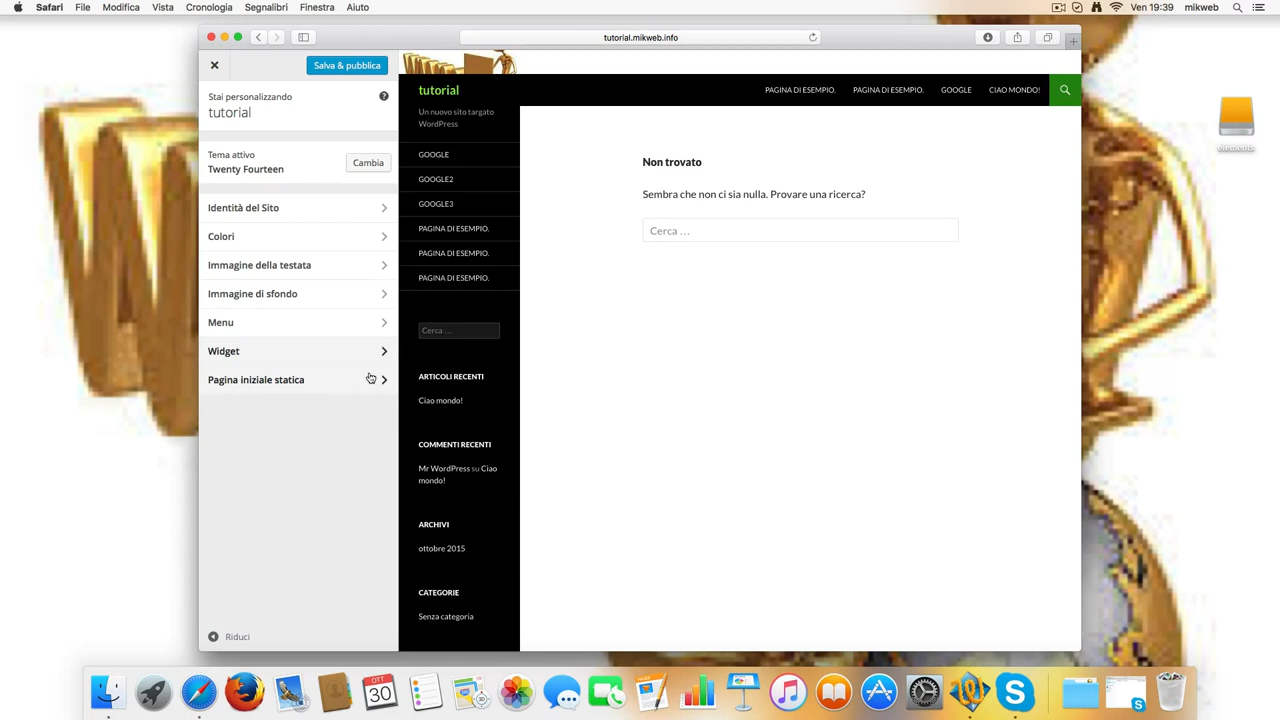 Safari File Modifica Vista Cronologia Segnalibri Finestra Aiuto
Ven 19:39 mikweb
tutorial.mikweb.info
Salva & pubblica
Stai personalizzando
tutorial
Tema attivo
Twenty Fourteen
Cambia
Identità del Sito
Colori
Immagine della testata
Immagine di sfondo
Menu
Widget
Pagina iniziale statica
Riduci
tutorial
PAGINA DI ESEMPIO. PAGINA DI ESEMPIO. GOOGLE CIAO MONDO!
Un nuovo sito targato
WordPress
GOOGLE
GOOGLE2
GOOGLE3
PAGINA DI ESEMPIO.
PAGINA DI ESEMPIO.
PAGINA DI ESEMPIO.
Cerca …
ARTICOLI RECENTI
Ciao mondo!
COMMENTI RECENTI
Mr WordPress su Ciao
mondo!
ARCHIVI
ottobre 2015
CATEGORIE
Senza categoria
Non trovato
Sembra che non ci sia nulla. Provare una ricerca?
Cerca …
elements
OTT
30